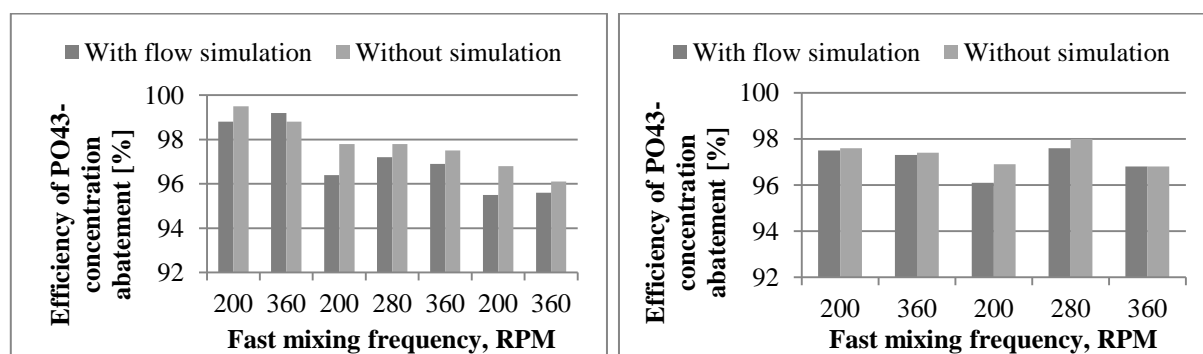 With flow simulation Without simulation
Efficiency of PO43-
concentration
abatement [%]
100
98
96
94
92
200 360 200 280 360 200 360
Fast mixing frequency, RPM
With flow simulation Without simulation
Efficiency of PO43-
concentration
abatement [%]
100
98
96
94
92
200 360 200 280 360
Fast mixing frequency, RPM